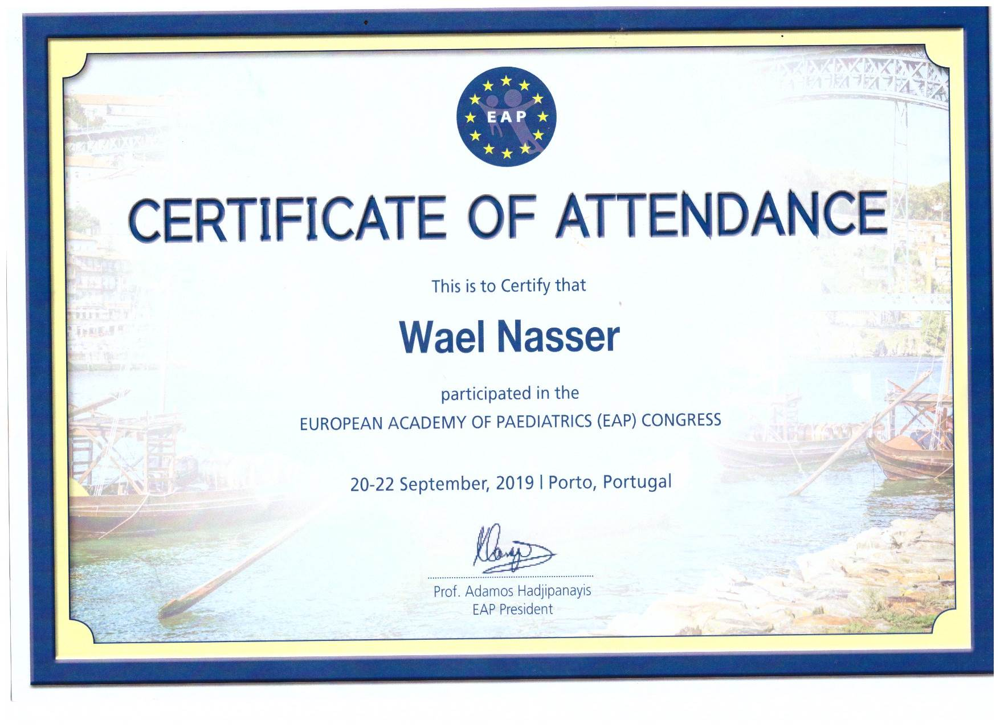 EAP
CERTIFICATE OF ATTENDANCE
This is to Certify that
Wael Nasser
participated in the
EUROPEAN ACADEMY OF PAEDIATRICS (EAP) CONGRESS
20-22 September, 2019 | Porto, Portugal
Prof. Adamos Hadjipanayis
EAP President